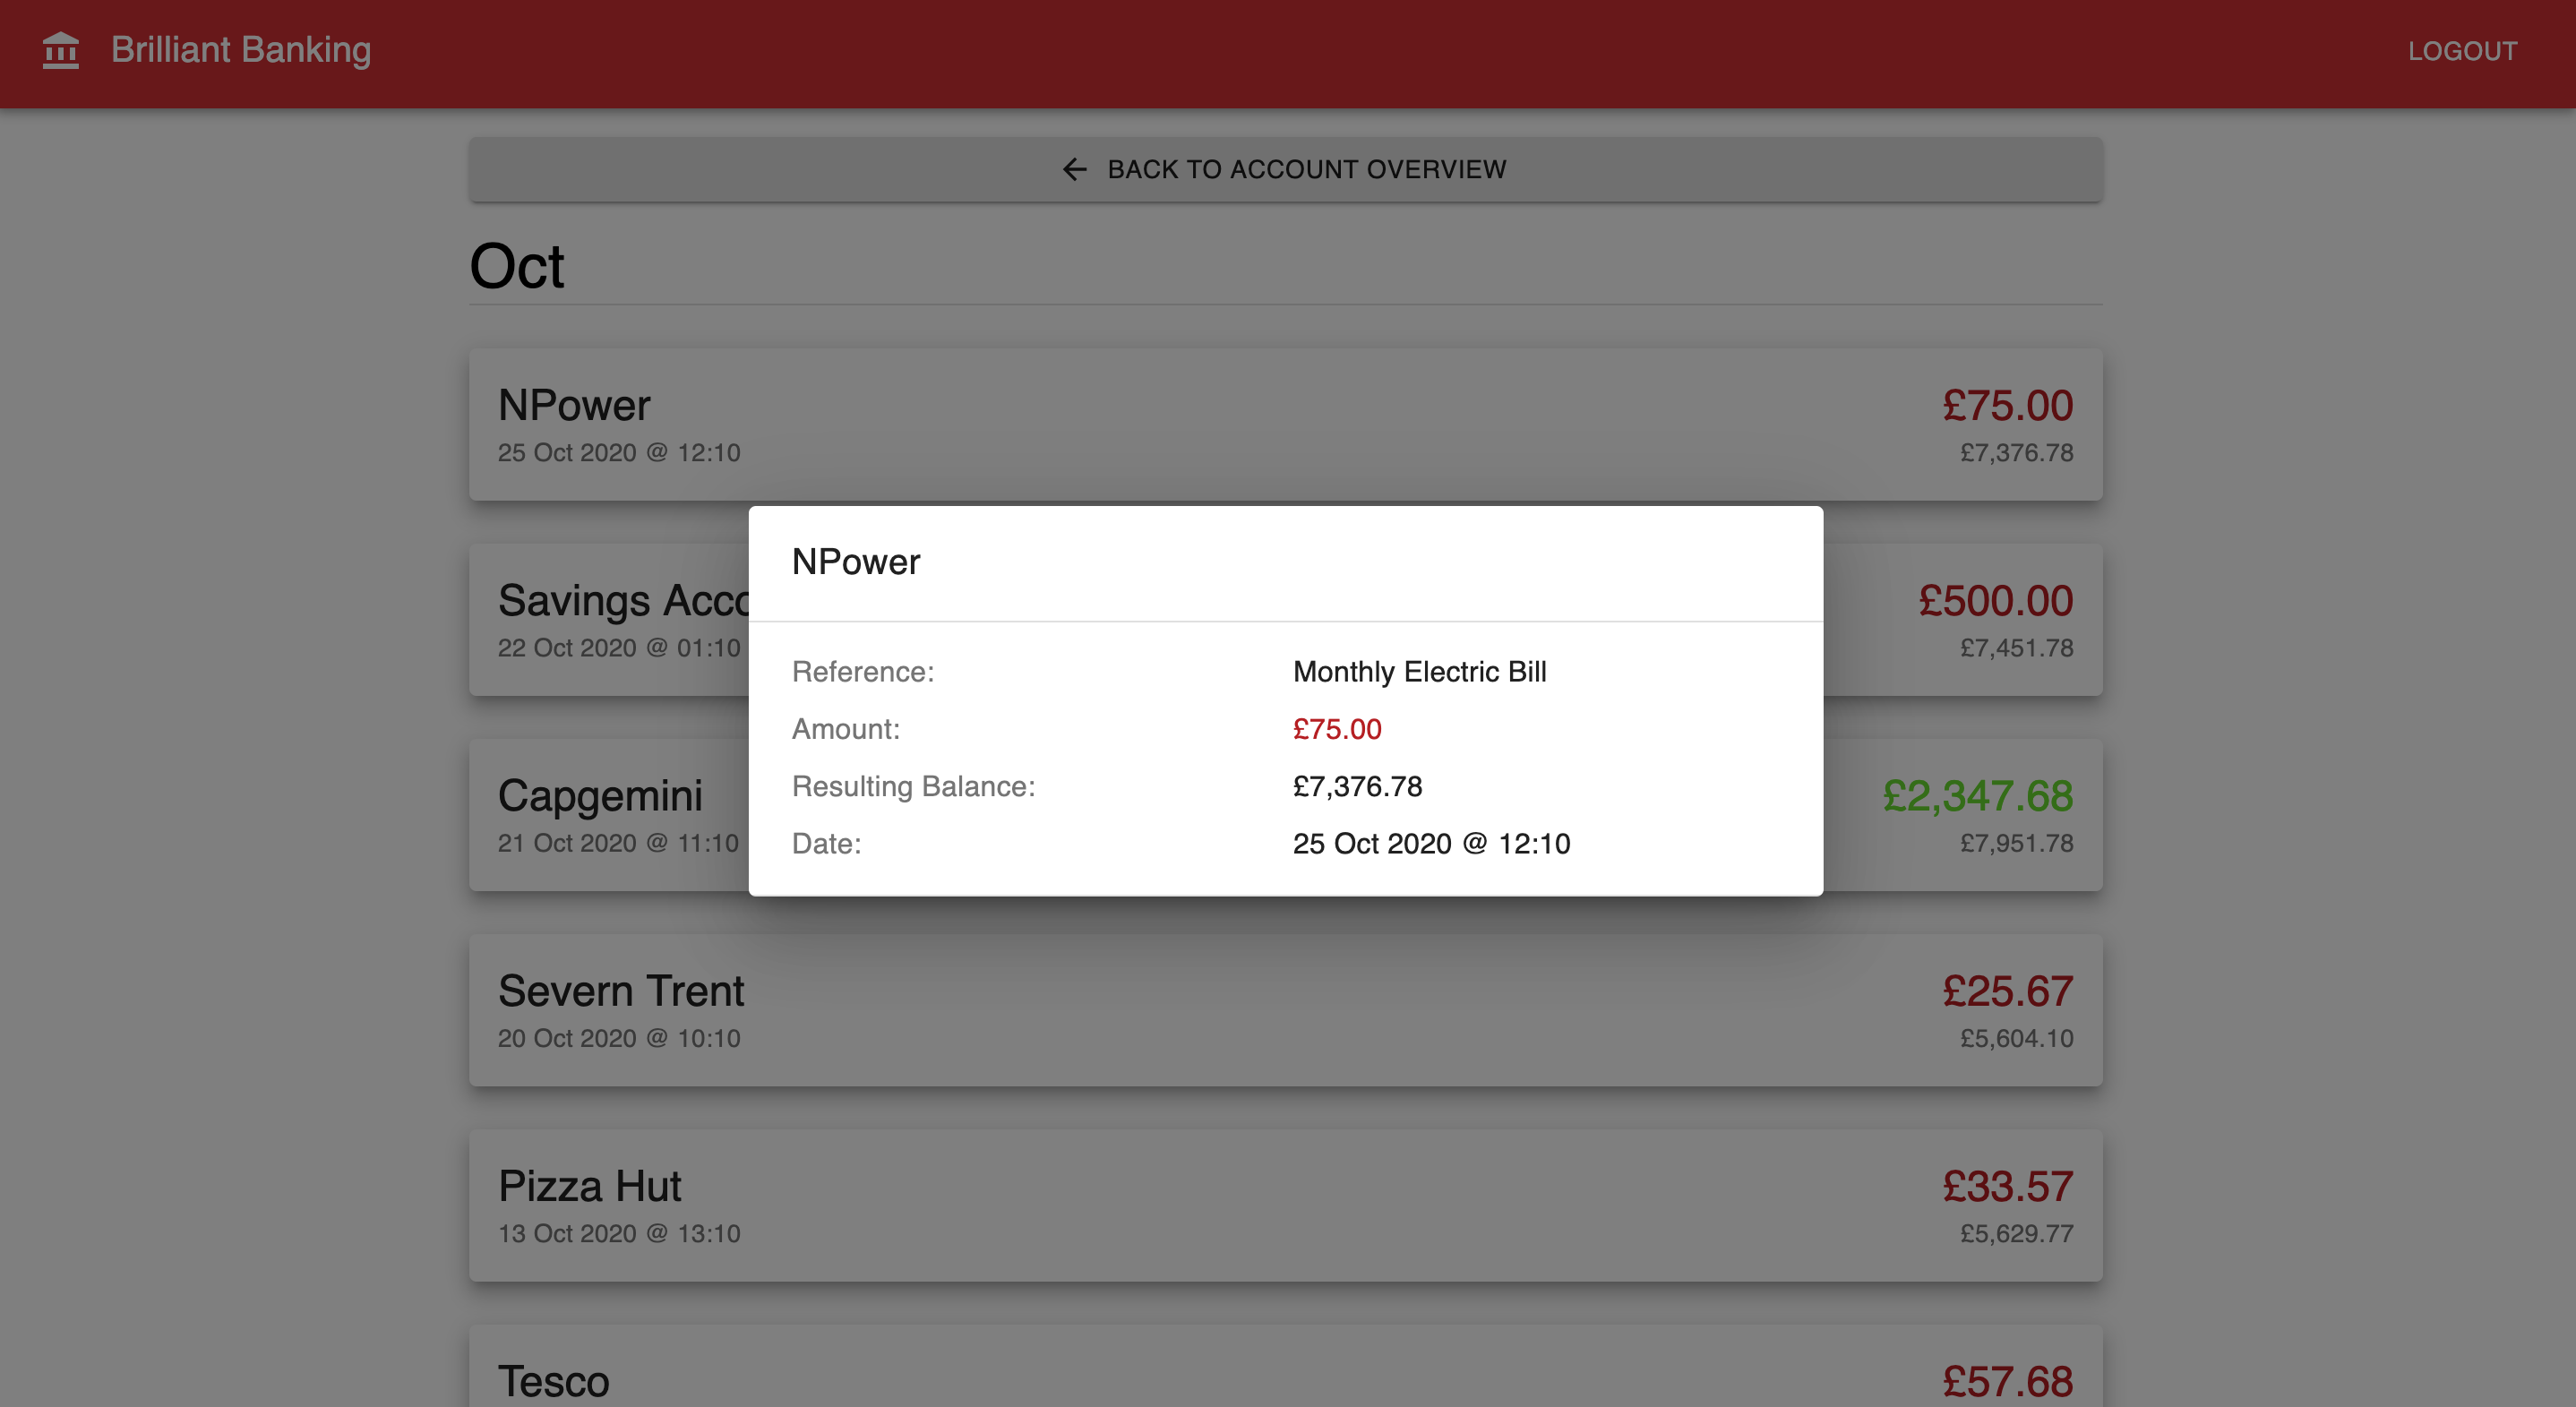 Brilliant Banking
LOGOUT
BACK TO ACCOUNT OVERVIEW
Oct
NPower
£75.00
25 Oct 2020 @ 12:10
£7,376.78
Savings
£500.00
22 Oct 2020 @ 01:10
£7,451.78
Capgemini
£2,347.68
21 Oct 2020 @ 11:10
£7,951.78
NPower
Reference: Monthly Electric Bill
Amount: £75.00
Resulting Balance: £7,376.78
Date: 25 Oct 2020 @ 12:10
Severn Trent
£25.67
20 Oct 2020 @ 10:10
£5,604.10
Pizza Hut
£33.57
13 Oct 2020 @ 13:10
£5,629.77
Tesco
£57.68